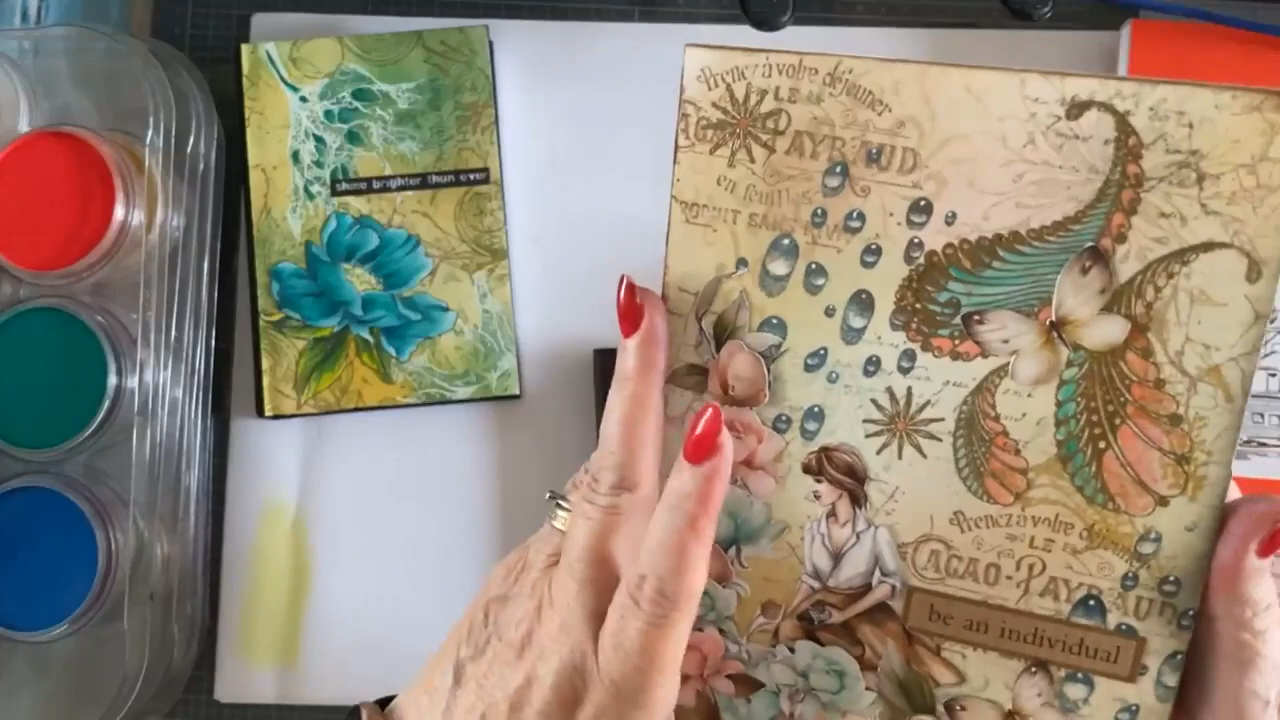 shine brighter than ever
Prenez à votre déjeuner
LE
PAYRAUD
en feuilles
PRODUIT SANS
Prenez à votre déjeuner
LE
CACAO-PAYRAUD
be an individual